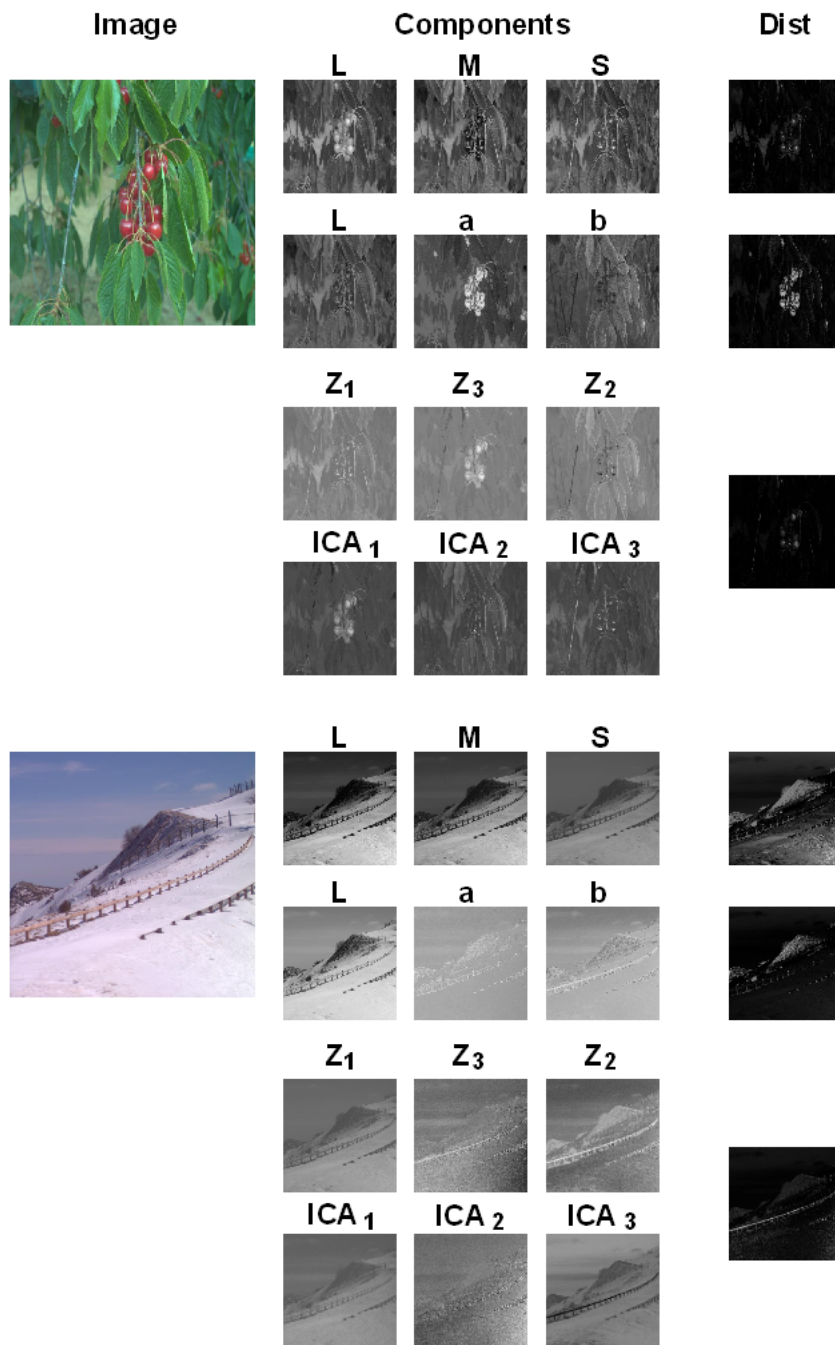 Image Components Dist
L M S
L a b
Z1 Z3 Z2
ICA 1 ICA 2 ICA 3
L M S
L a b
Z1 Z3 Z2
ICA 1 ICA 2 ICA 3